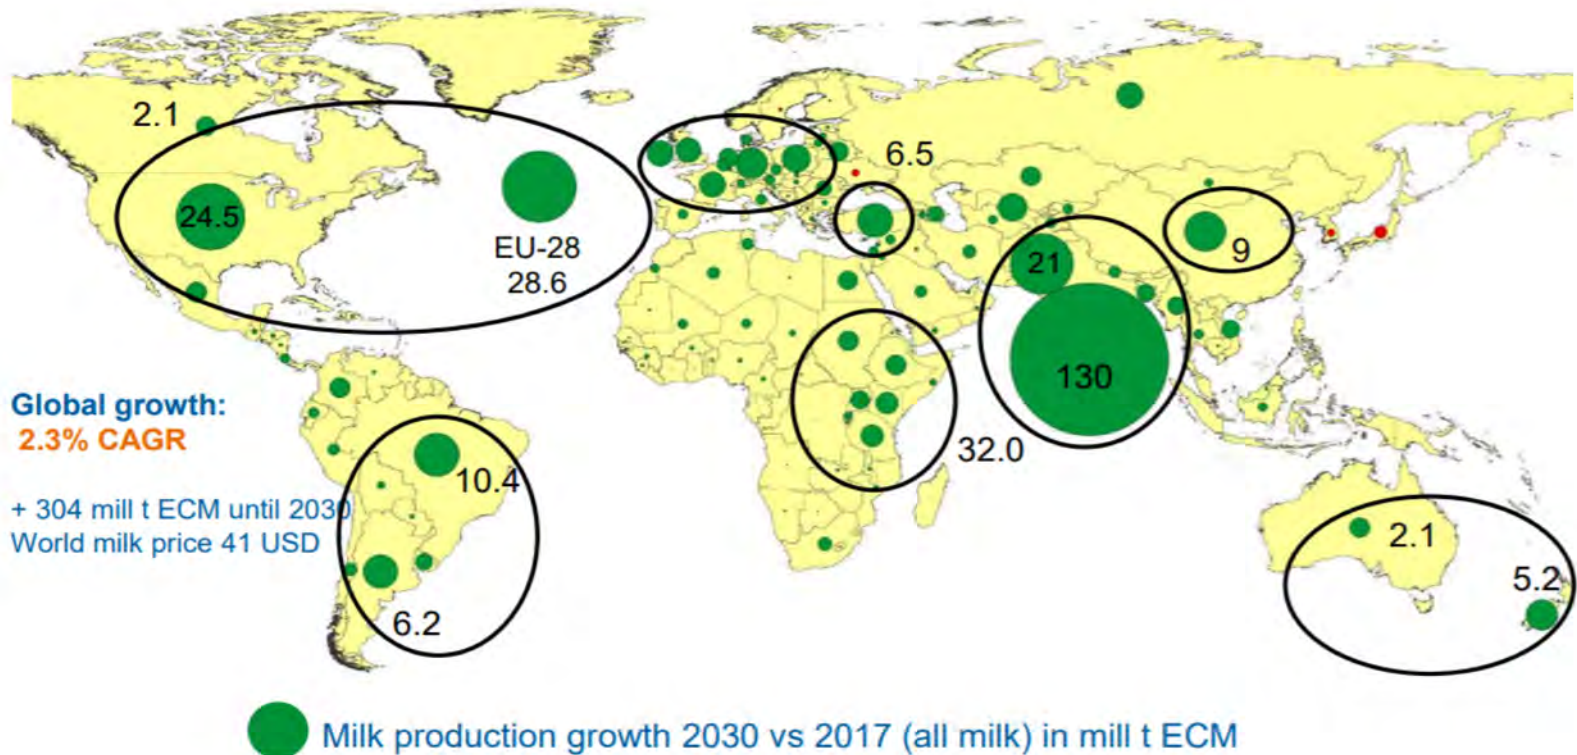 2.1
24.5
EU-28
28.6
6.5
21
9
130
Global growth:
2.3% CAGR
32.0
+ 304 mill t ECM until 2030
World milk price 41 USD
10.4
6.2
2.1
5.2
Milk production growth 2030 vs 2017 (all milk) in mill t ECM